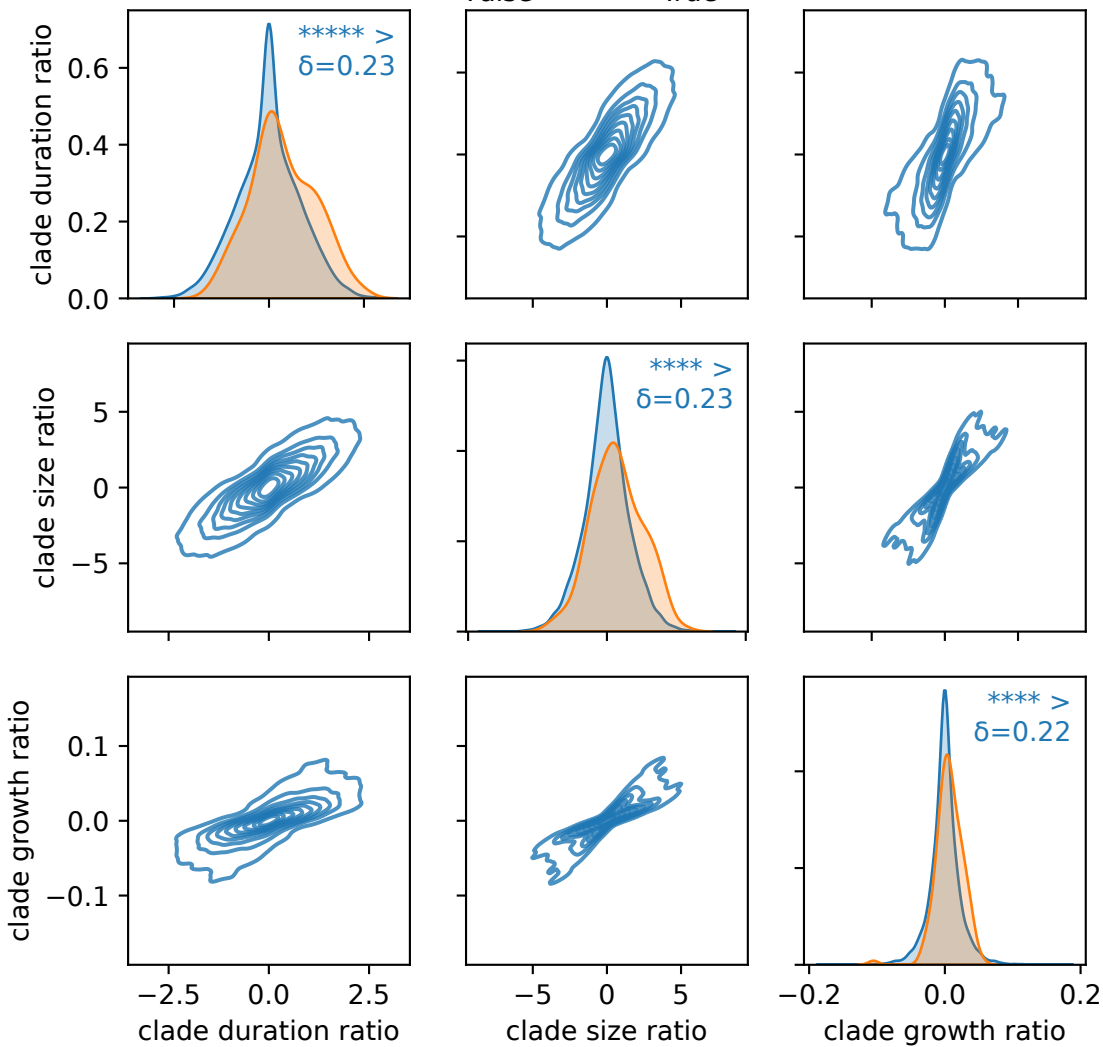 ***** >
δ=0.23
clade duration ratio
0.6
0.4
0.2
0.0
**** >
δ=0.23
clade size ratio
5
0
−5
**** >
δ=0.22
clade growth ratio
0.1
0.0
−0.1
−2.5 0.0 2.5
−5 0 5
−0.2 0.0 0.2
clade duration ratio
clade size ratio
clade growth ratio